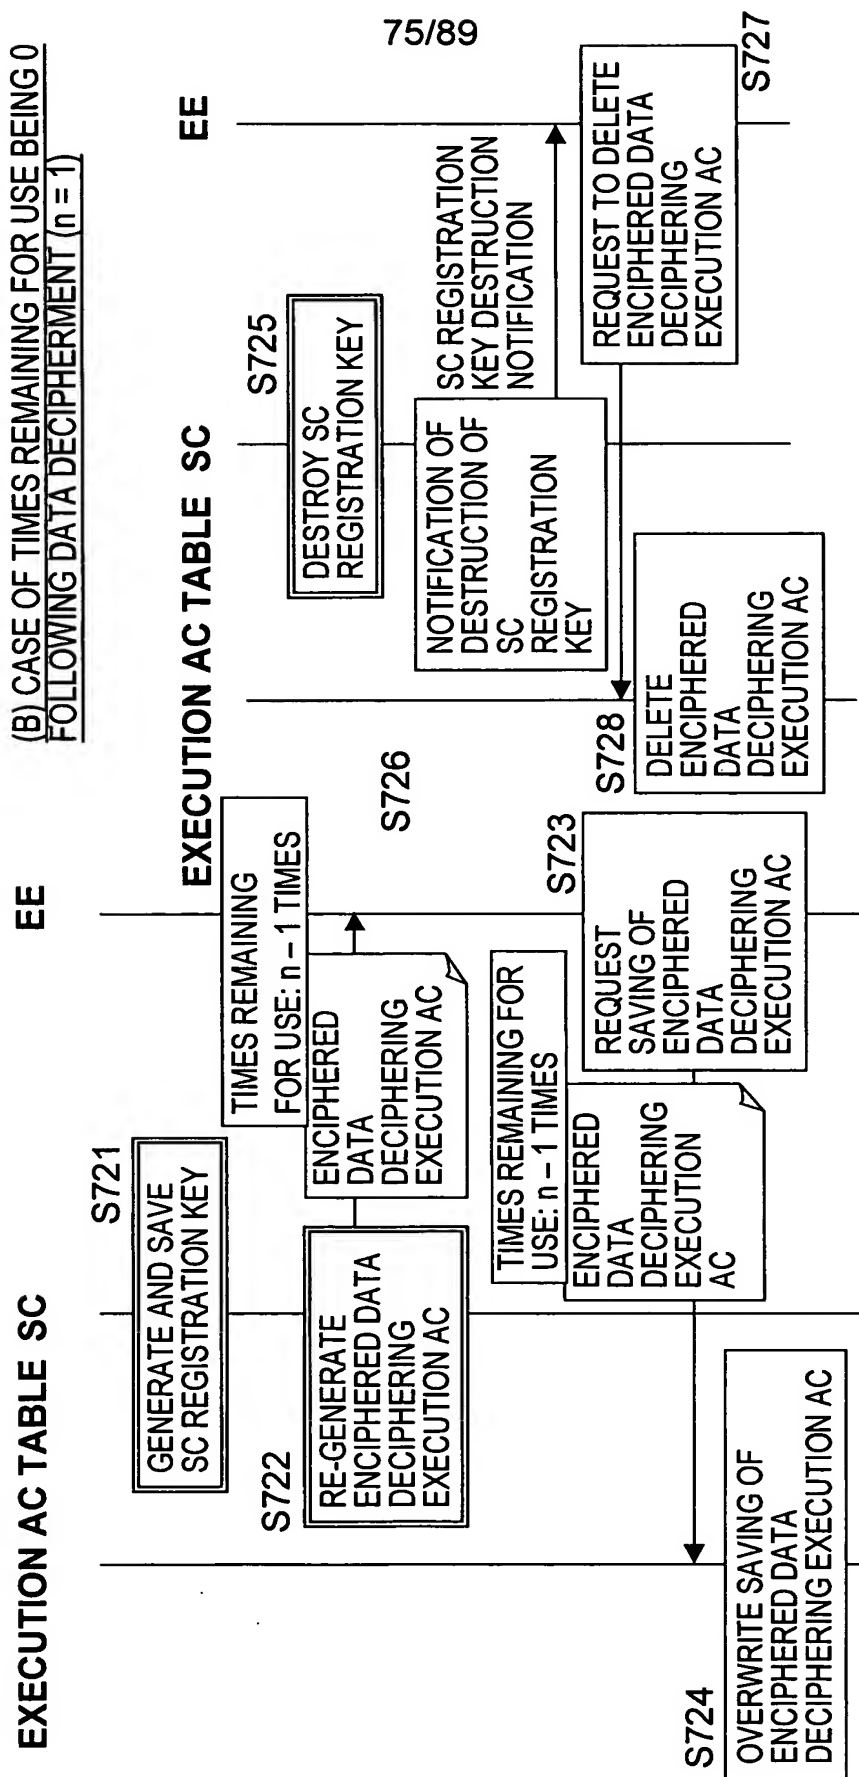 75/89
(B) CASE OF TIMES REMAINING FOR USE BEING 0
FOLLOWING DATA DECIPHERMENT (n = 1)
EXECUTION AC TABLE SC
EE
S721
GENERATE AND SAVE
SC REGISTRATION KEY
S722
RE-GENERATE
ENCIPHERED DATA
DECIPHERING
EXECUTION AC
TIMES REMAINING
FOR USE: n – 1 TIMES
ENCIPHERED
DATA
DECIPHERING
EXECUTION AC
S723
REQUEST
SAVING OF
ENCIPHERED
DATA
DECIPHERING
EXECUTION AC
TIMES REMAINING FOR
USE: n – 1 TIMES
ENCIPHERED
DATA
DECIPHERING
EXECUTION
AC
S724
OVERWRITE SAVING OF
ENCIPHERED DATA
DECIPHERING EXECUTION AC
EXECUTION AC TABLE SC
EE
S725
DESTROY SC
REGISTRATION KEY
S726
NOTIFICATION OF
DESTRUCTION OF
SC
REGISTRATION
KEY
SC REGISTRATION
KEY DESTRUCTION
NOTIFICATION
S727
REQUEST TO DELETE
ENCIPHERED DATA
DECIPHERING
EXECUTION AC
S728
DELETE
ENCIPHERED
DATA
DECIPHERING
EXECUTION AC